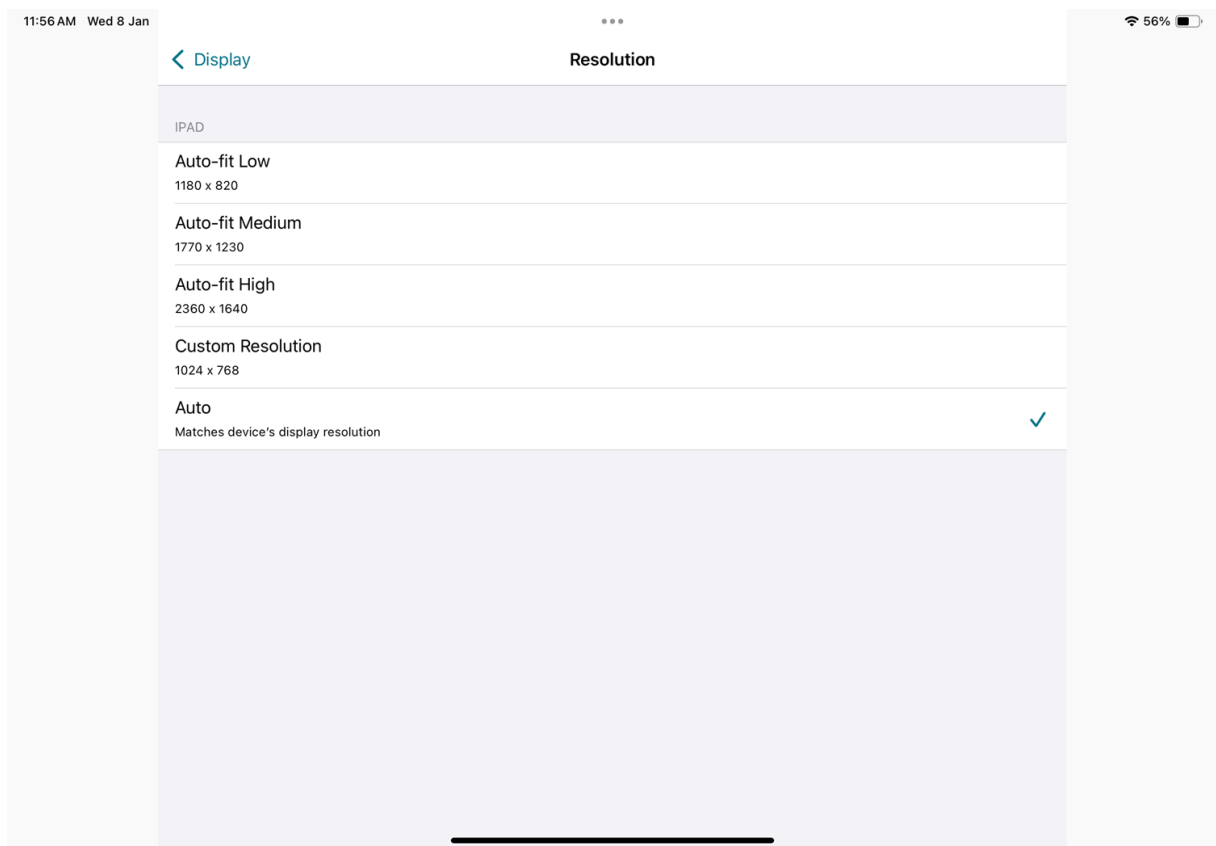 11:56 AM Wed 8 Jan
56%
Display
Resolution
IPAD
Auto-fit Low
1180 x 820
Auto-fit Medium
1770 x 1230
Auto-fit High
2360 x 1640
Custom Resolution
1024 x 768
Auto
Matches device's display resolution